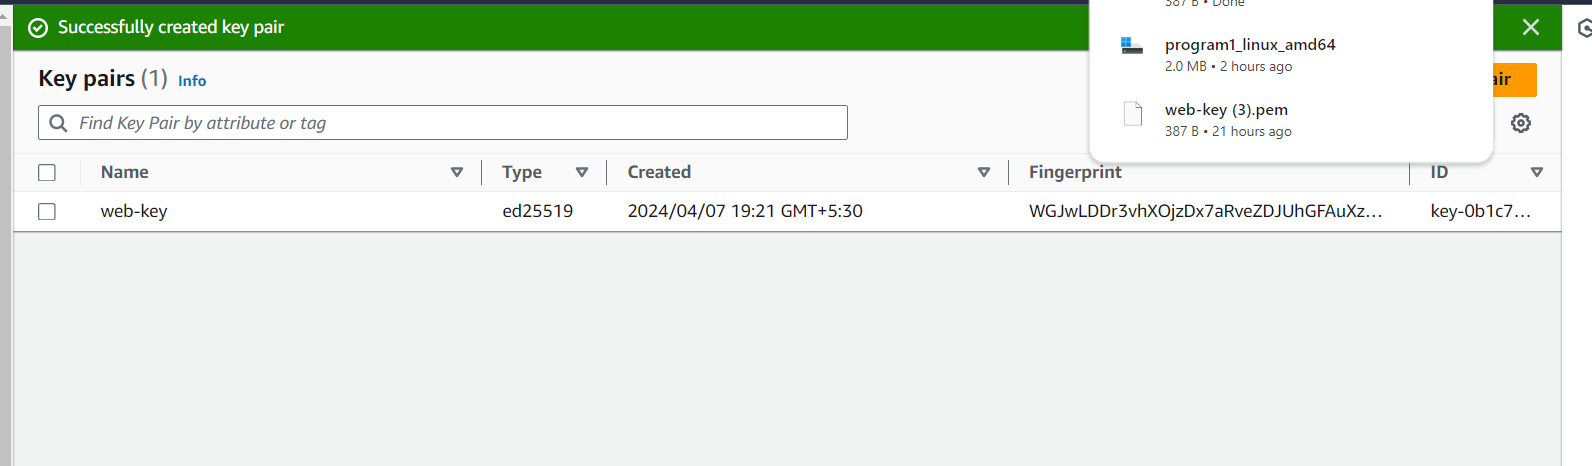 Successfully created key pair
387 B • Done
program1_linux_amd64
2.0 MB • 2 hours ago
web-key (3).pem
387 B • 21 hours ago
Key pairs (1) Info
air
Find Key Pair by attribute or tag
Name Type Created Fingerprint ID
web-key ed25519 2024/04/07 19:21 GMT+5:30 WGJwLDDr3vhXOjzDx7aRveZDJUhGFAuXz... key-0b1c7...